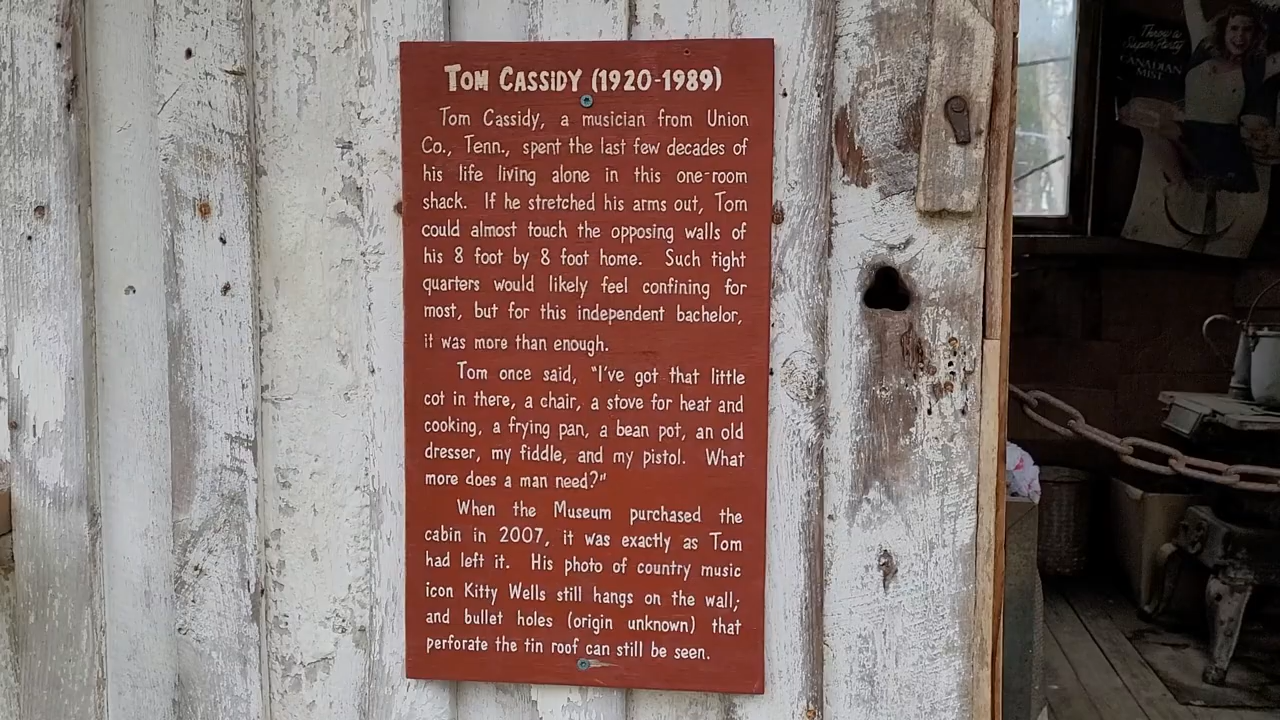 TOM CASSIDY (1920-1989)
Tom Cassidy, a musician from Union
Co., Tenn., spent the last few decades of
his life living alone in this one-room
shack. If he stretched his arms out, Tom
could almost touch the opposing walls of
his 8 foot by 8 foot home. Such tight
quarters would likely feel confining for
most, but for this independent bachelor,
it was more than enough.
Tom once said, "I've got that little
cot in there, a chair, a stove for heat and
cooking, a frying pan, a bean pot, an old
dresser, my fiddle, and my pistol. What
more does a man need?"
When the Museum purchased the
cabin in 2007, it was exactly as Tom
had left it. His photo of country music
icon Kitty Wells still hangs on the wall;
and bullet holes (origin unknown) that
perforate the tin roof can still be seen.
Throw a
Super Party
CANADIAN
MIST